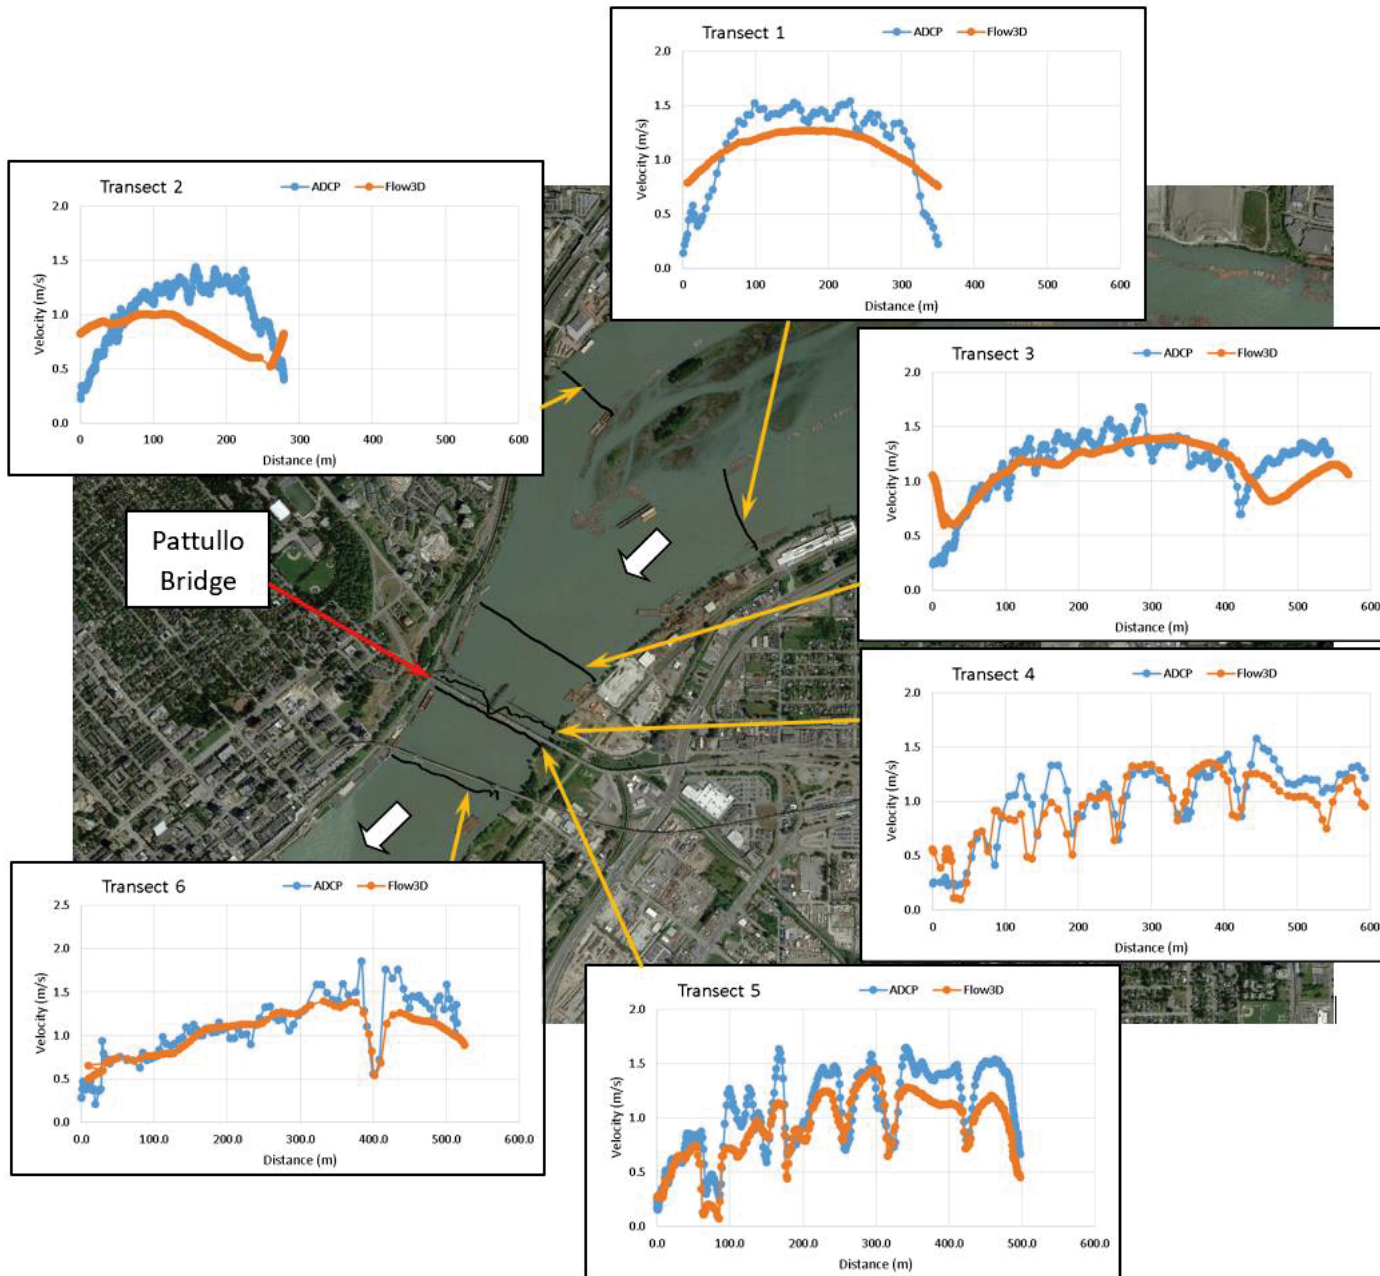 Transect 1
ADCP
Flow3D
2.0
1.5
1.0
0.5
0.0
Velocity (m/s)
0
100
200
300
400
500
600
Distance (m)
Transect 2
ADCP
Flow3D
2.0
1.5
1.0
0.5
0.0
Velocity (m/s)
0
100
200
300
400
500
600
Distance (m)
Transect 3
ADCP
Flow3D
2.0
1.5
1.0
0.5
0.0
Velocity (m/s)
0
100
200
300
400
500
600
Distance (m)
Pattullo
Bridge
Transect 4
ADCP
Flow3D
2.0
1.5
1.0
0.5
0.0
Velocity (m/s)
0
100
200
300
400
500
600
Distance (m)
Transect 6
ADCP
Flow3D
2.5
2.0
1.5
1.0
0.5
0.0
Velocity (m/s)
0.0
100.0
200.0
300.0
400.0
500.0
600.0
Distance (m)
Transect 5
ADCP
Flow3D
2.0
1.5
1.0
0.5
0.0
Velocity (m/s)
0.0
100.0
200.0
300.0
400.0
500.0
600.0
Distance (m)